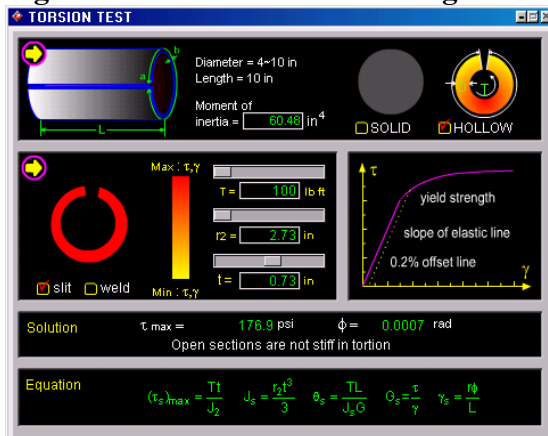 TORSION TEST
Diameter = 4~10 in
Length = 10 in
Moment of
inertia = 60.48 in4
a
b
L
T
SOLID HOLLOW
Max : τ,γ
Min : τ,γ
slit weld
T = 100 lb ft
r2 = 2.73 in
t = 0.73 in
τ
yield strength
slope of elastic line
0.2% offset line
γ
Solution τ max = 176.9 psi ϕ = 0.0007 rad
Open sections are not stiff in tortion
Equation (τs)max = Tt/J2 Js = r2t³/3 θs = TL/JsG Gs = τ/γ γs = rϕ/L